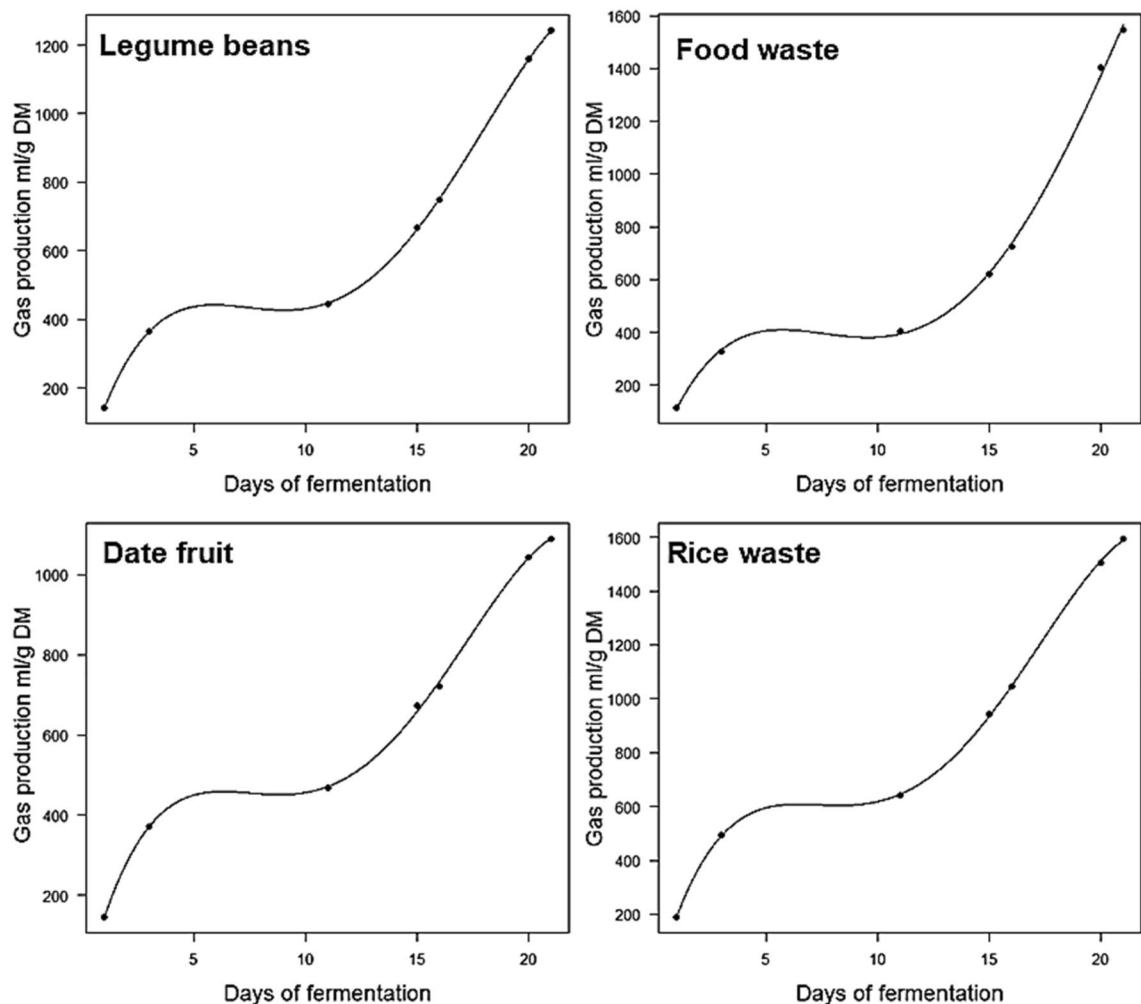 Legume beans
Gas production ml/g DM
1200
1000
800
600
400
200
5 10 15 20
Days of fermentation
Food waste
Gas production ml/g DM
1600
1400
1200
1000
800
600
400
200
5 10 15 20
Days of fermentation
Date fruit
Gas production ml/g DM
1000
800
600
400
200
5 10 15 20
Days of fermentation
Rice waste
Gas production ml/g DM
1600
1400
1200
1000
800
600
400
200
5 10 15 20
Days of fermentation